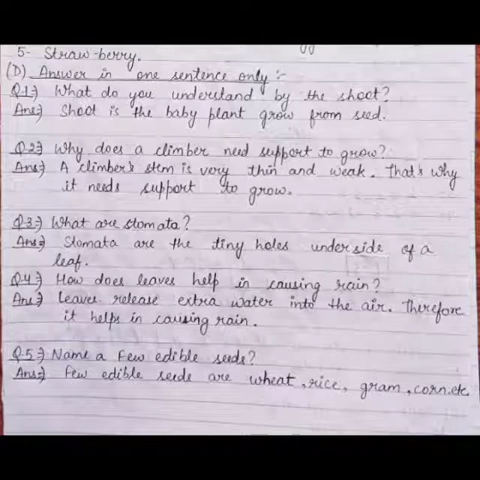 5- Straw-berry.
(D) Answer in one sentence only :-
Q.1⇒ What do you understand by the shoot?
Ans⇒ Shoot is the baby plant grow from seed.
Q.2⇒ Why does a climber need support to grow?
Ans⇒ A climber's stem is very thin and weak. That's why
it needs support to grow.
Q.3⇒ What are stomata?
Ans⇒ Stomata are the tiny holes underside of a
leaf.
Q.4⇒ How does leaves help in causing rain?
Ans⇒ Leaves release extra water into the air. Therefore
it helps in causing rain.
Q.5⇒ Name a few edible seeds?
Ans⇒ Few edible seeds are wheat, rice, gram, corn.etc